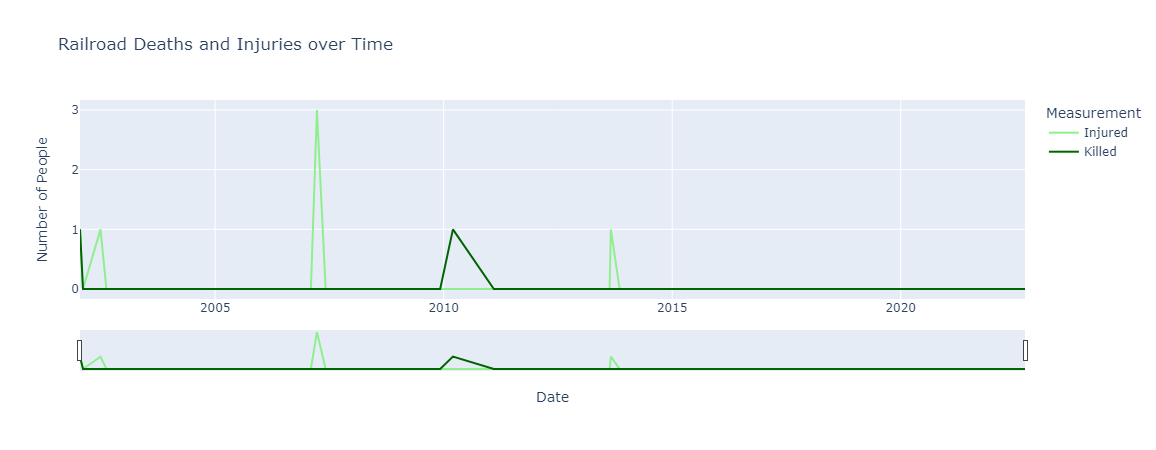 Railroad Deaths and Injuries over Time
Number of People
3
2
1
0
2005
2010
2015
2020
Date
Measurement
Injured
Killed